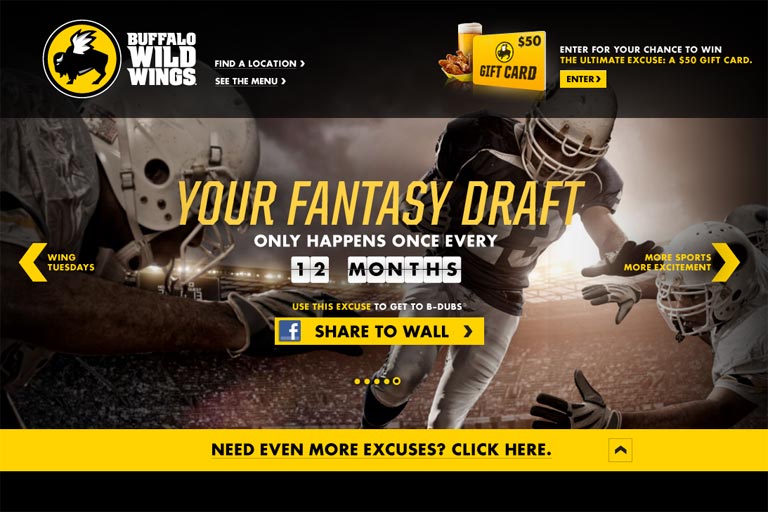 BUFFALO
WILD
WINGS
FIND A LOCATION
SEE THE MENU
$50
GIFT CARD
ENTER FOR YOUR CHANCE TO WIN
THE ULTIMATE EXCUSE: A $50 GIFT CARD.
ENTER
YOUR FANTASY DRAFT
ONLY HAPPENS ONCE EVERY
12 MONTHS
WING
TUESDAYS
MORE SPORTS
MORE EXCITEMENT
USE THIS EXCUSE TO GET TO B-DUBS®
f SHARE TO WALL
NEED EVEN MORE EXCUSES? CLICK HERE.